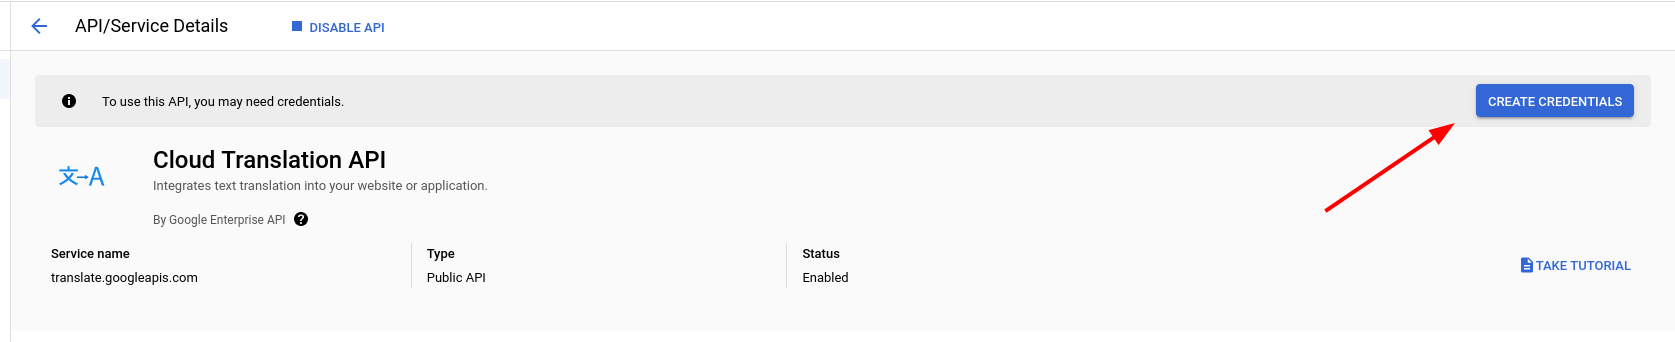 API/Service Details
DISABLE API
To use this API, you may need credentials.
CREATE CREDENTIALS
文→A
Cloud Translation API
Integrates text translation into your website or application.
By Google Enterprise API
Service name
translate.googleapis.com
Type
Public API
Status
Enabled
TAKE TUTORIAL